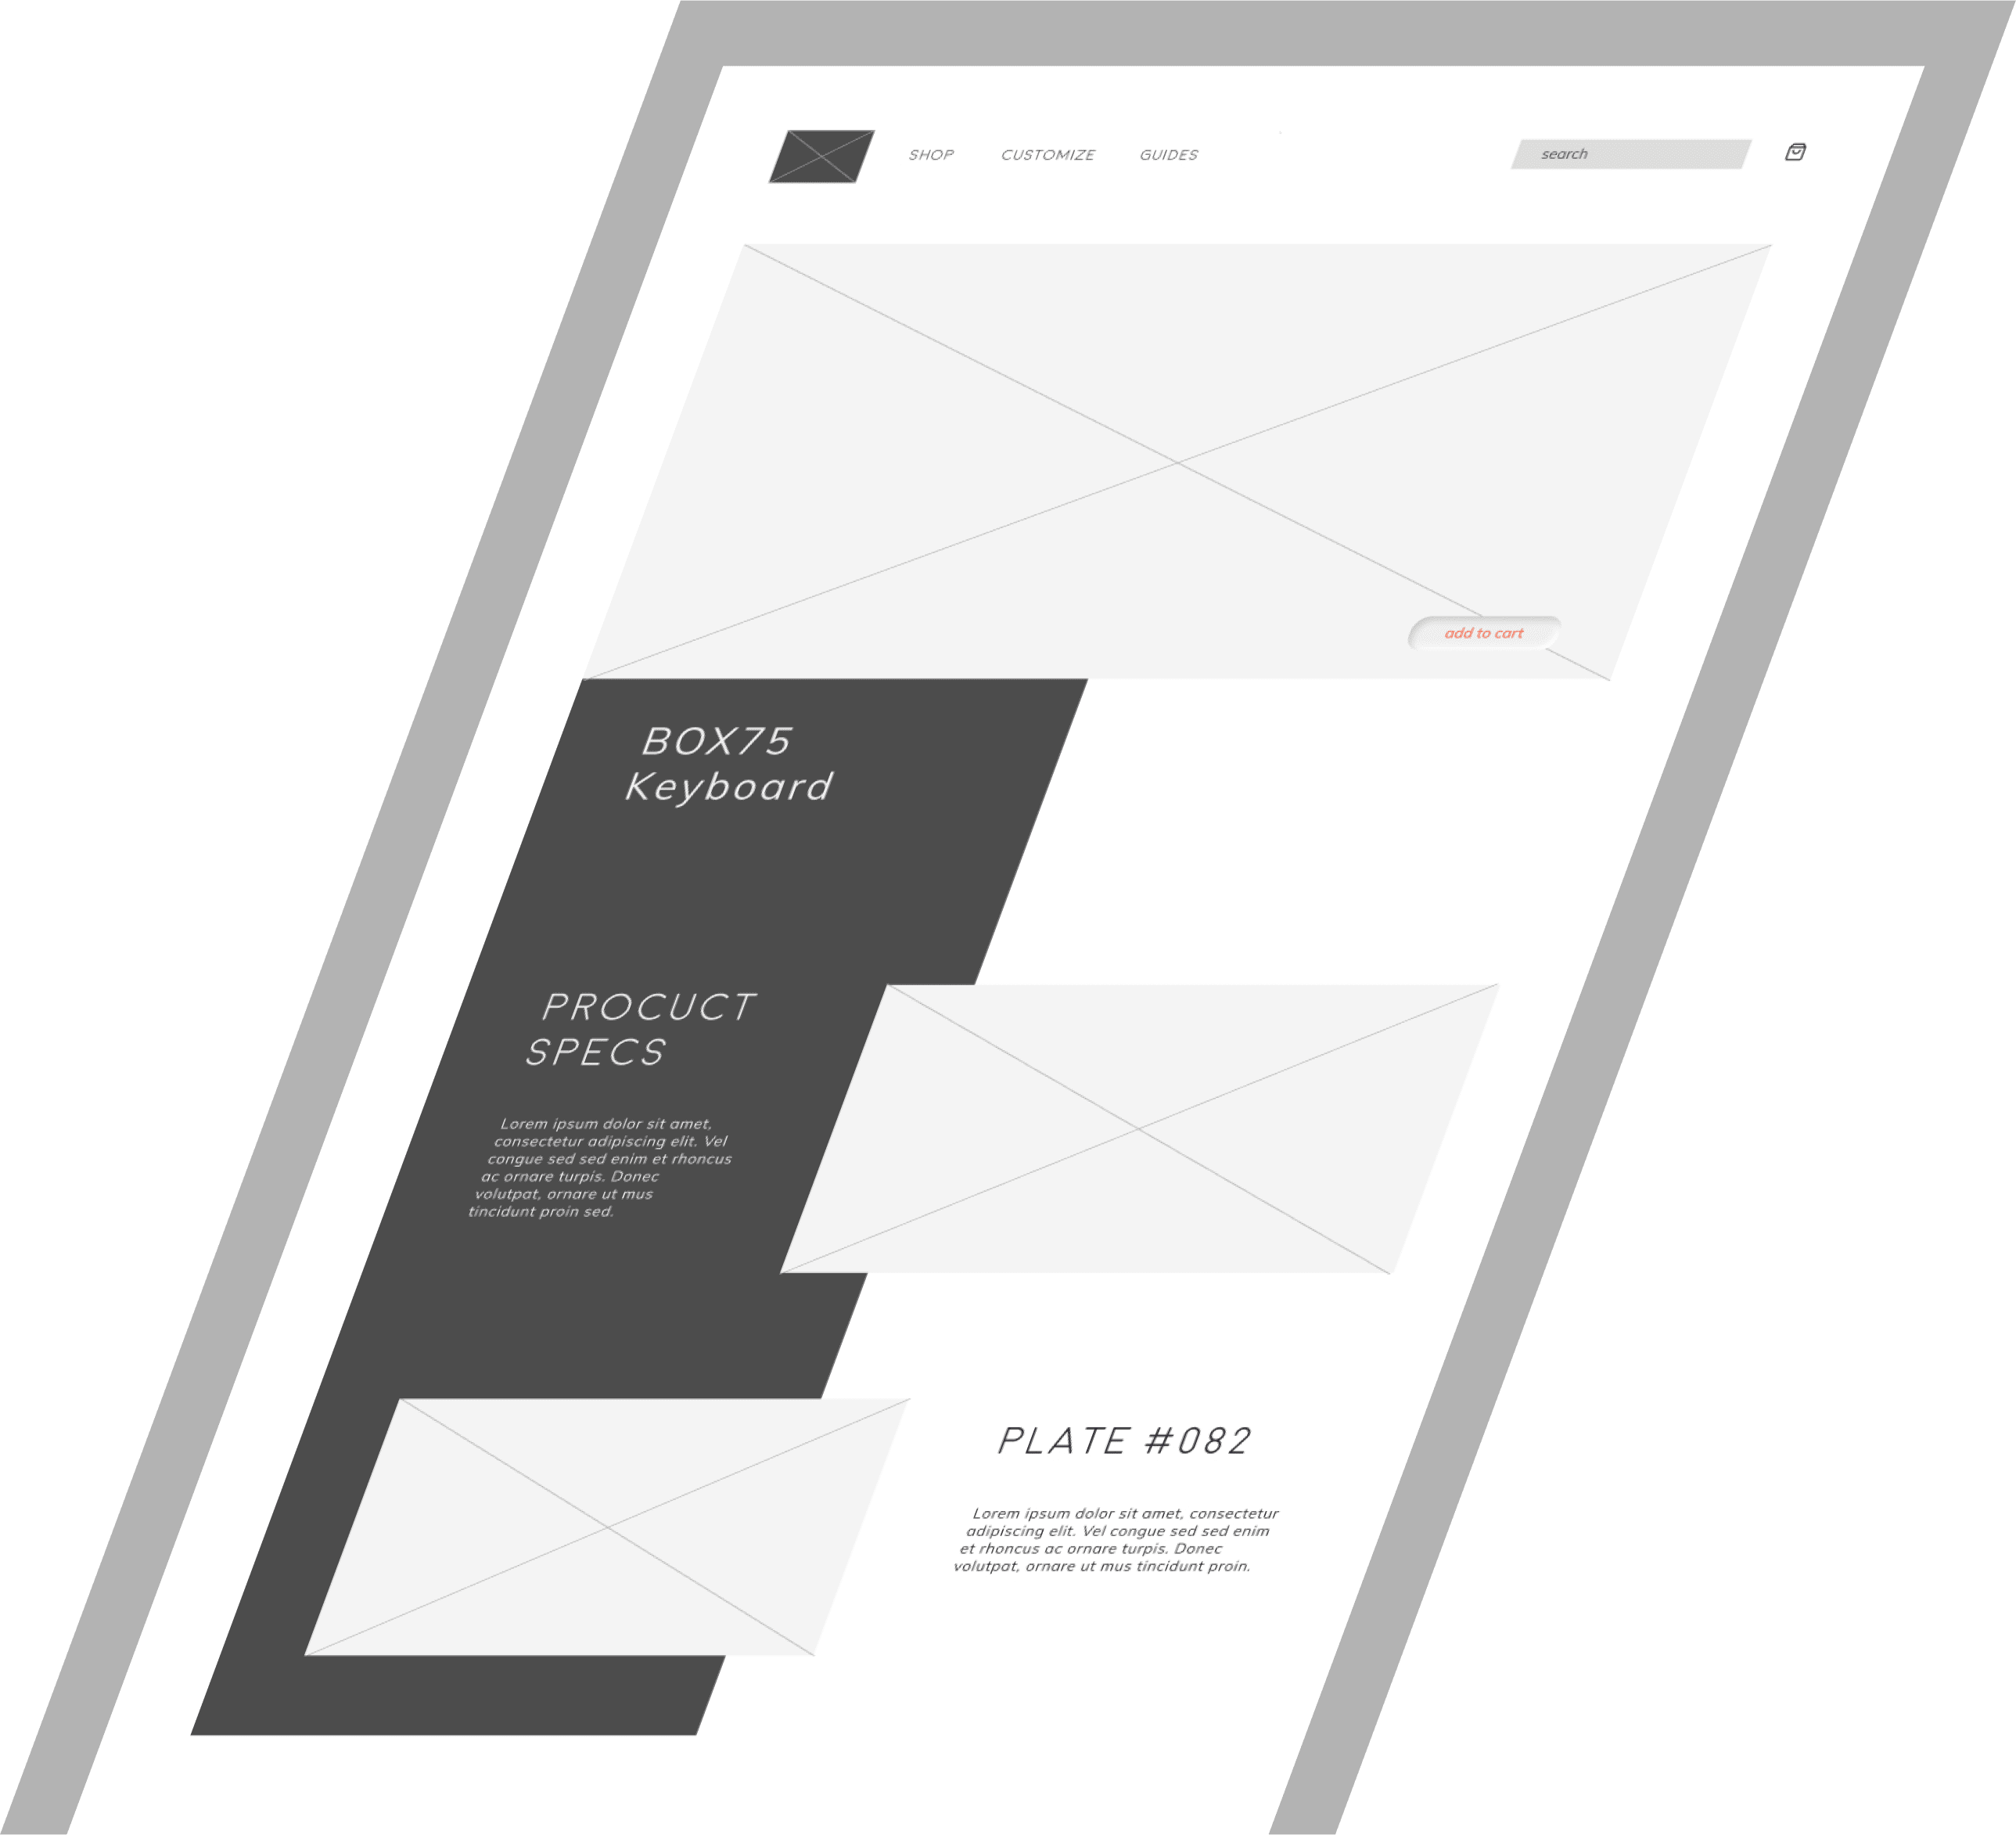 SHOP CUSTOMIZE GUIDES search
add to cart
BOX75
Keyboard
PROCUCT
SPECS
Lorem ipsum dolor sit amet,
consectetur adipiscing elit. Vel
congue sed sed enim et rhoncus
ac ornare turpis. Donec
volutpat, ornare ut mus
tincidunt proin sed.
PLATE #082
Lorem ipsum dolor sit amet, consectetur
adipiscing elit. Vel congue sed sed enim
et rhoncus ac ornare turpis. Donec
volutpat, ornare ut mus tincidunt proin.